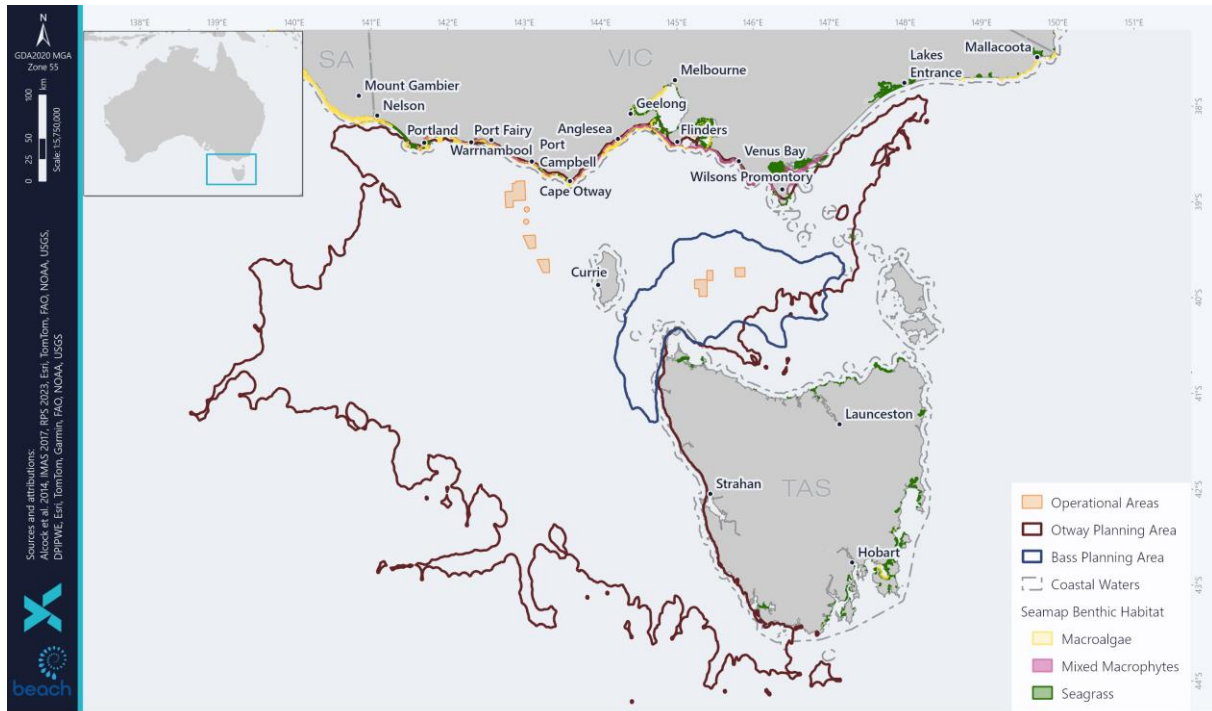 138°E
139°E
140°E
141°E
142°E
143°E
144°E
145°E
146°E
147°E
148°E
149°E
150°E
151°E
N
GDA2020 MGA
Zone 55
km
100
50
25
0
Scale: 1:5,750,000
Sources and attributions:
Alcock et al. 2014, IMAS 2017, RPS 2023, Esri, TomTom, FAO, NOAA, USGS,
DPIPWE, Esri, TomTom, Garmin, FAO, NOAA, USGS
beach
SA
VIC
TAS
Mount Gambier
Nelson
Portland
Port Fairy
Warrnambool
Port
Campbell
Cape Otway
Anglesea
Geelong
Melbourne
Flinders
Venus Bay
Wilsons Promontory
Lakes
Entrance
Mallacoota
Currie
Launceston
Strahan
Hobart
38°S
39°S
40°S
41°S
42°S
43°S
44°S
Operational Areas
Otway Planning Area
Bass Planning Area
Coastal Waters
Seamap Benthic Habitat
Macroalgae
Mixed Macrophytes
Seagrass